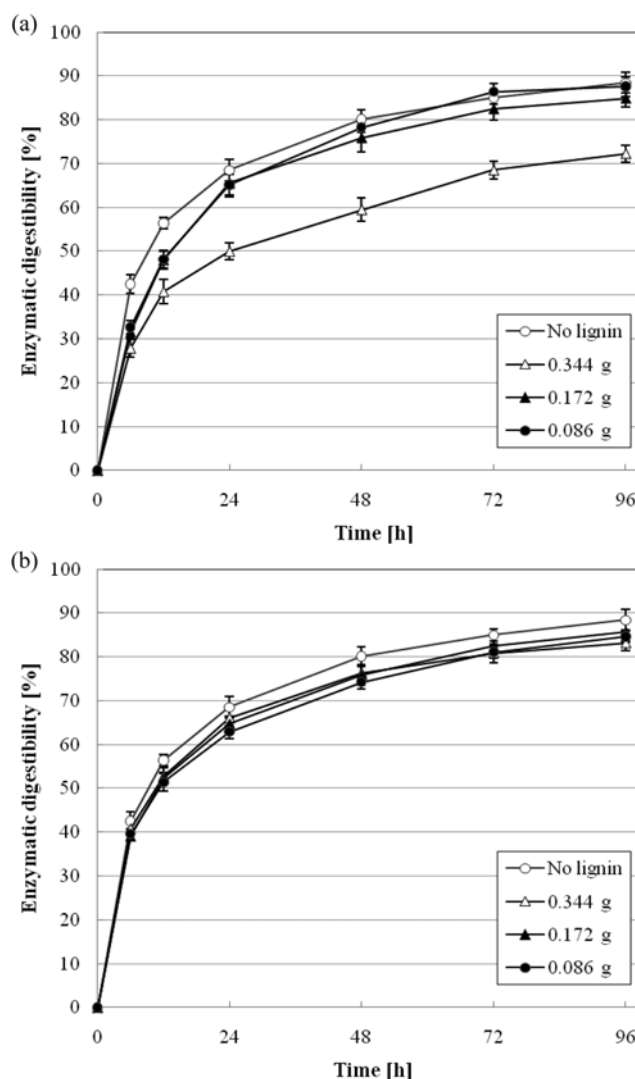 (a)
Enzymatic digestibility [%]
100
90
80
70
60
50
40
30
20
10
0
No lignin
0.344 g
0.172 g
0.086 g
0 24 48 72 96
Time [h]
(b)
Enzymatic digestibility [%]
100
90
80
70
60
50
40
30
20
10
0
No lignin
0.344 g
0.172 g
0.086 g
0 24 48 72 96
Time [h]